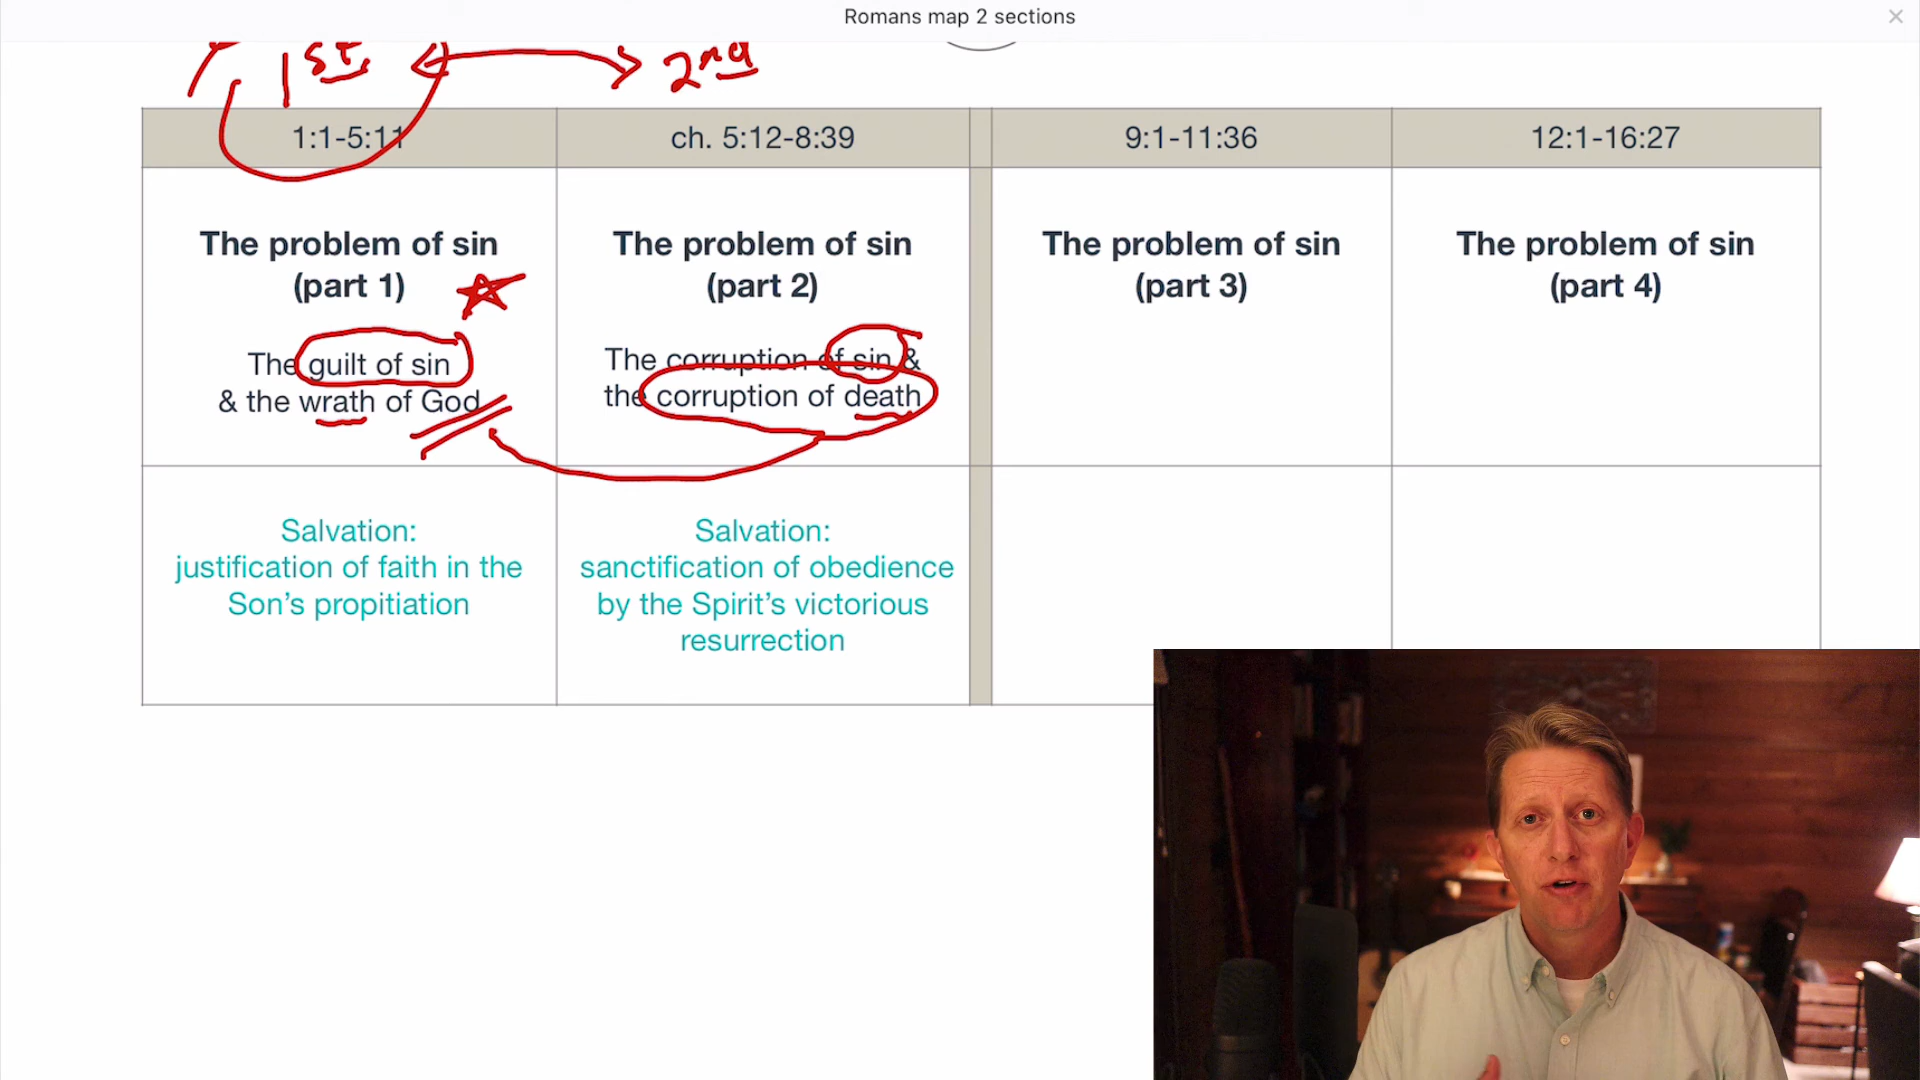 Romans map 2 sections
1st 2nd
1:1-5:11 ch. 5:12-8:39 9:1-11:36 12:1-16:27
The problem of sin
(part 1)
The guilt of sin
& the wrath of God
The problem of sin
(part 2)
The corruption of sin &
the corruption of death
The problem of sin
(part 3)
The problem of sin
(part 4)
Salvation:
justification of faith in the
Son’s propitiation
Salvation:
sanctification of obedience
by the Spirit’s victorious
resurrection